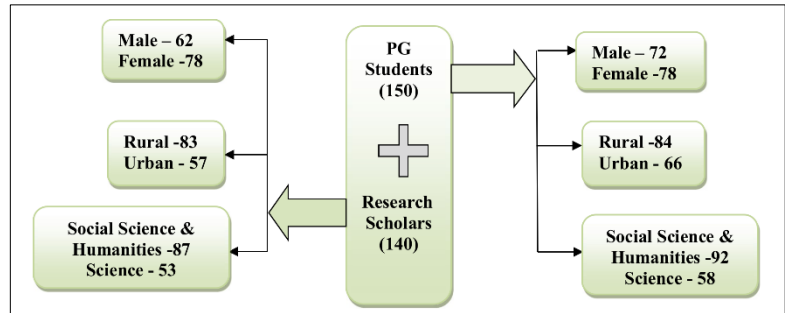 Male – 62
Female -78
Rural -83
Urban - 57
Social Science &
Humanities -87
Science - 53
PG
Students
(150)
Research
Scholars
(140)
Male – 72
Female -78
Rural -84
Urban - 66
Social Science &
Humanities -92
Science - 58